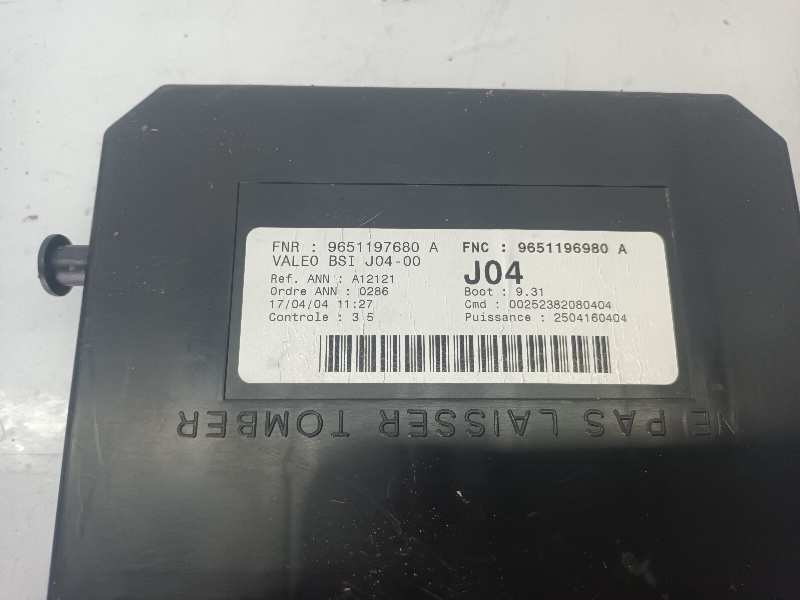 FNR : 9651197680 A FNC : 9651196980 A
VALEO BSI J04-00 J04
Ref. ANN : A12121 Boot : 9.31
Ordre ANN : 0286 Cmd : 00252382080404
17/04/04 11:27 Puissance : 2504160404
Controle : 3 5
NE PAS LAISSER TOMBER